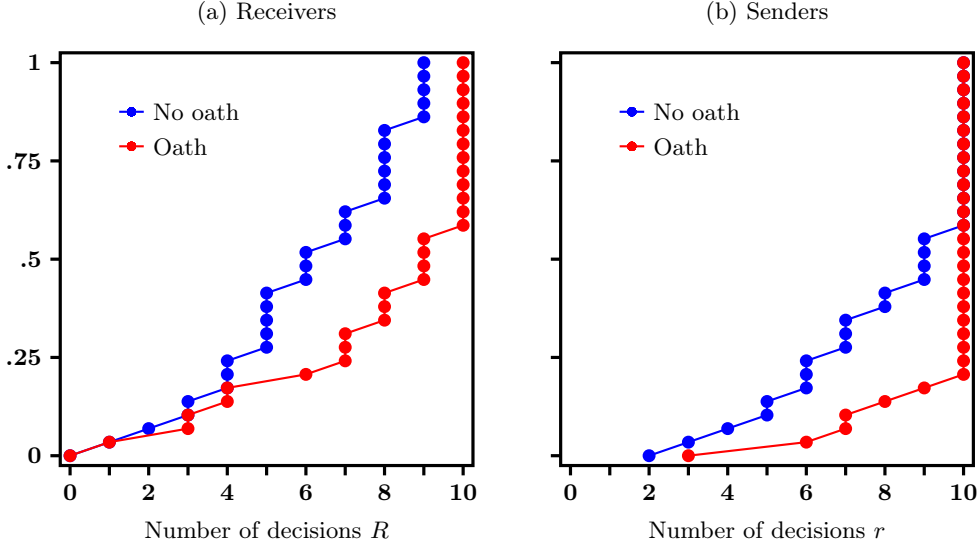 (a) Receivers
(b) Senders
1
.75
.5
.25
0
No oath
Oath
No oath
Oath
0 2 4 6 8 10
0 2 4 6 8 10
Number of decisions R
Number of decisions r